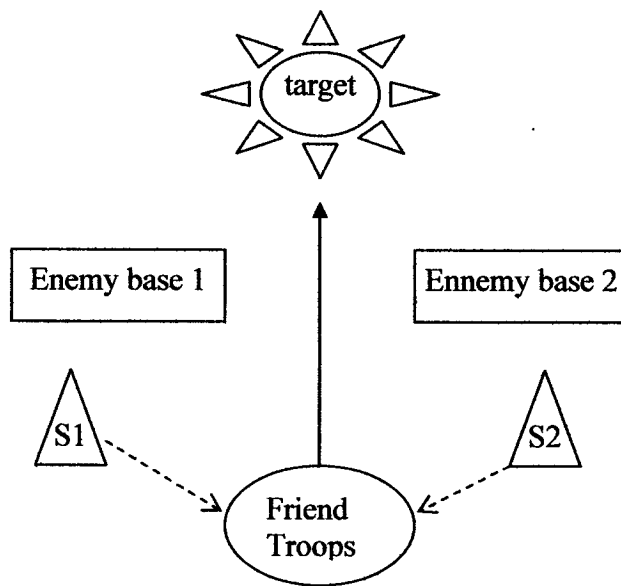 target
Enemy base 1
Ennemy base 2
S1
S2
Friend
Troops